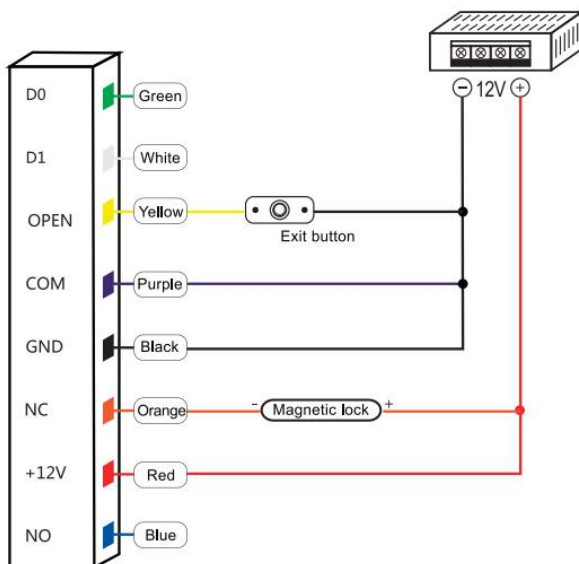 ⊖ 12V ⊕
D0 Green
D1 White
OPEN Yellow
Exit button
COM Purple
GND Black
NC Orange - Magnetic lock +
+12V Red
NO Blue